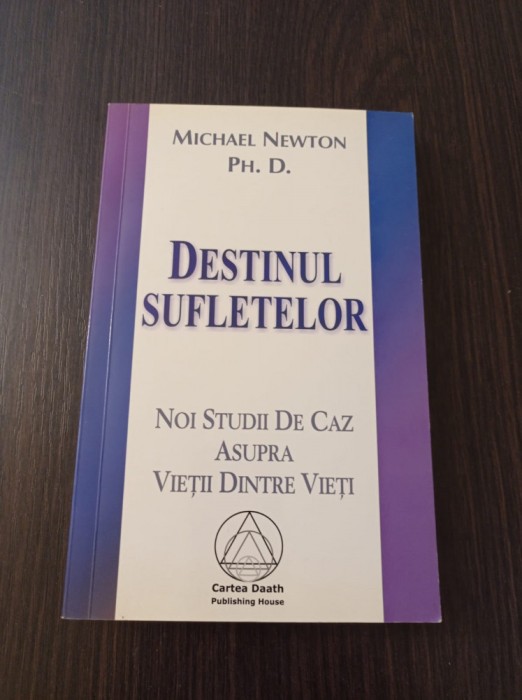 MICHAEL NEWTON
PH. D.
DESTINUL
SUFLETELOR
NOI STUDII DE CAZ
ASUPRA
VIEȚII DINTRE VIEȚI
Cartea Daath
Publishing House